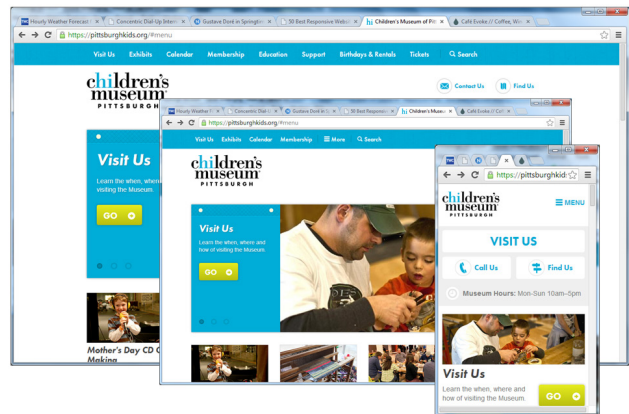 Hourly Weather Forecast
Concentric Dial-Up Intern
Gustave Doré in Springtim
50 Best Responsive Websi
Children's Museum of Pitt
Café Evoke // Coffee, Wa
https://pittsburghkids.org/#menu
Visit Us Exhibits Calendar Membership Education Support Birthdays & Rentals Tickets Search
children's
museum
PITTSBURGH
Contact Us Find Us
Visit Us
Learn the when, where
visiting the Museum.
GO
Mother's Day CD
Making
https://pittsburghkids.org/#menu
Visit Us Exhibits Calendar Membership More Search
children's
museum
PITTSBURGH
Visit Us
Learn the when, where and
how of visiting the Museum.
GO
https://pittsburghkid
children's
museum
PITTSBURGH
MENU
VISIT US
Call Us Find Us
Museum Hours: Mon-Sun 10am–5pm
Visit Us
Learn the when, where and
how of visiting the Museum.
GO